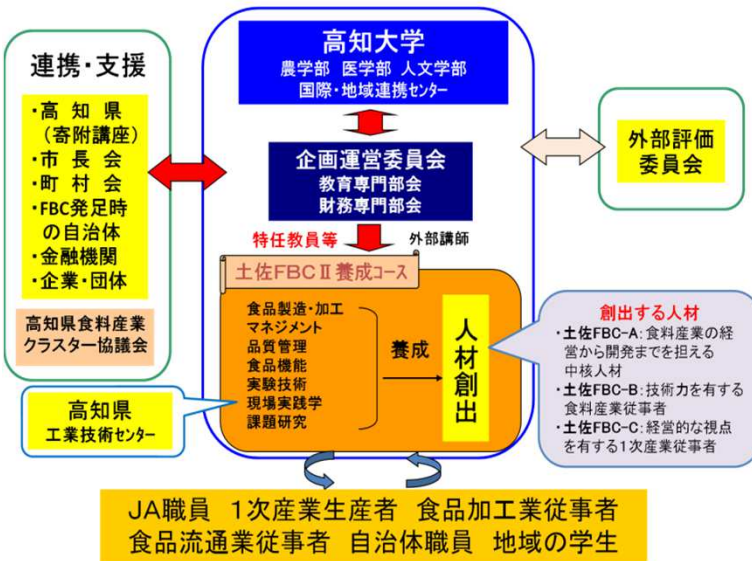 連携・支援
・高知県
（寄附講座）
・市長会
・町村会
・FBC発足時
の自治体
・金融機関
・企業・団体
高知県食料産業
クラスター協議会
高知県
工業技術センター
高知大学
農学部 医学部 人文学部
国際・地域連携センター
企画運営委員会
教育専門部会
財務専門部会
特任教員等 外部講師
土佐FBCⅡ養成コース
食品製造・加工
マネジメント
品質管理
食品機能
実験技術
現場実践学
課題研究
養成
人材創出
外部評価
委員会
創出する人材
・土佐FBC-A：食料産業の経
営から開発までを担える
中核人材
・土佐FBC-B：技術力を有する
食料産業従事者
・土佐FBC-C：経営的な視点
を有する1次産業従事者
JA職員 1次産業生産者 食品加工業従事者
食品流通業従事者 自治体職員 地域の学生